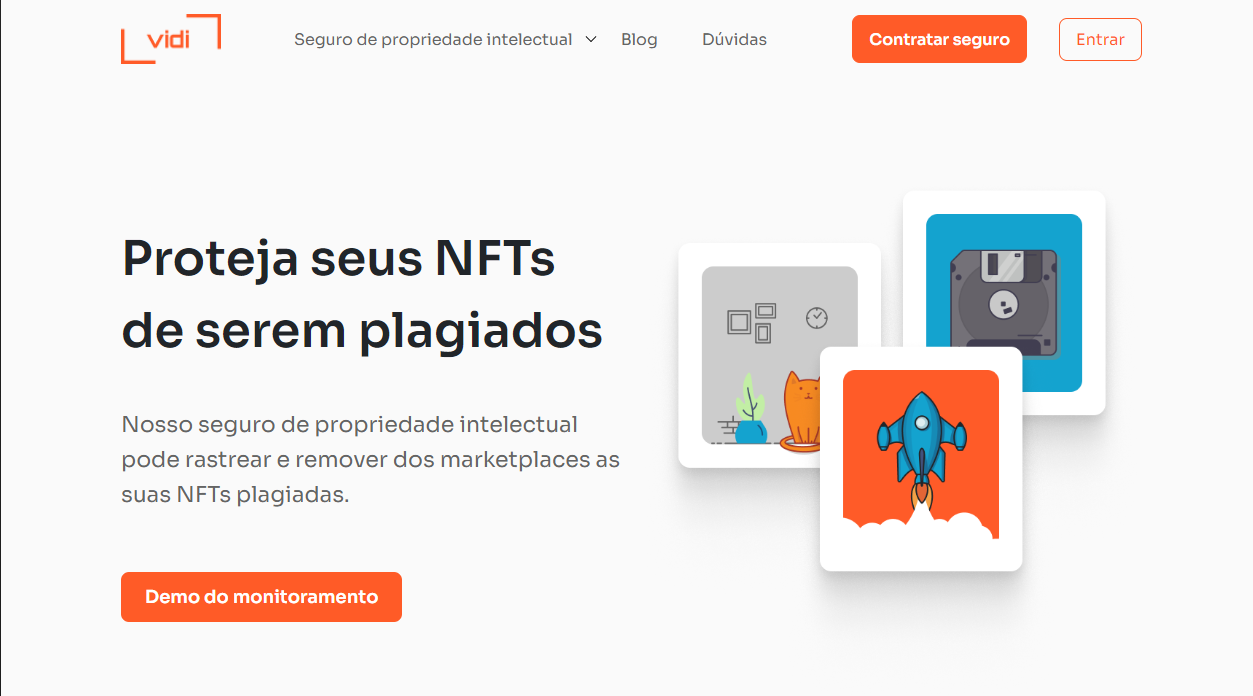 vidi
Seguro de propriedade intelectual
Blog
Dúvidas
Contratar seguro
Entrar
Proteja seus NFTs
de serem plagiados
Nosso seguro de propriedade intelectual
pode rastrear e remover dos marketplaces as
suas NFTs plagiadas.
Demo do monitoramento